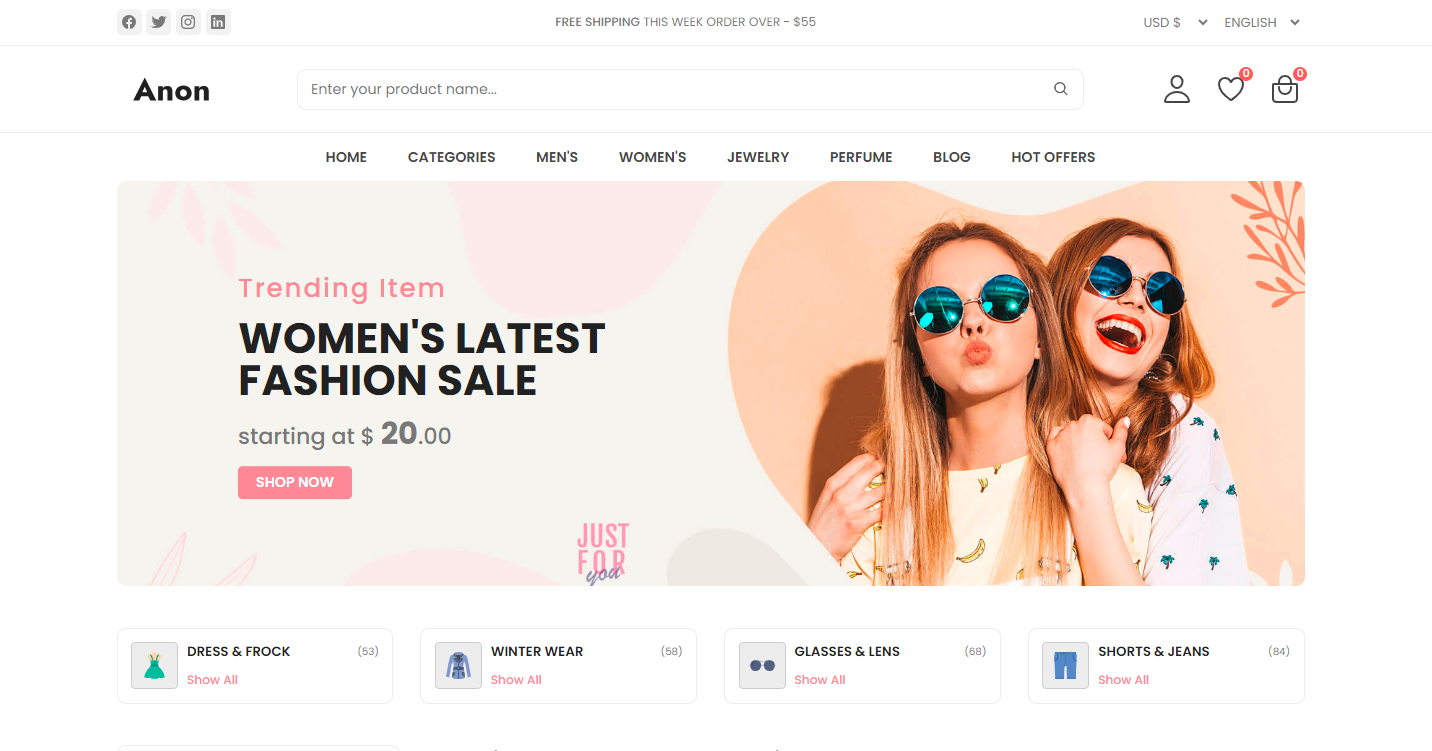 FREE SHIPPING THIS WEEK ORDER OVER - $55
USD $
ENGLISH
Anon
Enter your product name...
0
0
HOME
CATEGORIES
MEN'S
WOMEN'S
JEWELRY
PERFUME
BLOG
HOT OFFERS
Trending Item
WOMEN'S LATEST
FASHION SALE
starting at $ 20.00
SHOP NOW
JUST
FOR
you
DRESS & FROCK
(53)
Show All
WINTER WEAR
(58)
Show All
GLASSES & LENS
(68)
Show All
SHORTS & JEANS
(84)
Show All